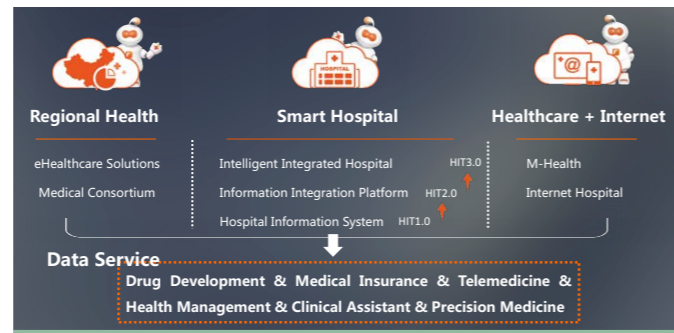 Regional Health
eHealthcare Solutions
Medical Consortium
HOSPITAL
Smart Hospital
Intelligent Integrated Hospital HIT3.0
Information Integration Platform HIT2.0
Hospital Information System HIT1.0
@
Healthcare + Internet
M-Health
Internet Hospital
Data Service
Drug Development & Medical Insurance & Telemedicine &
Health Management & Clinical Assistant & Precision Medicine